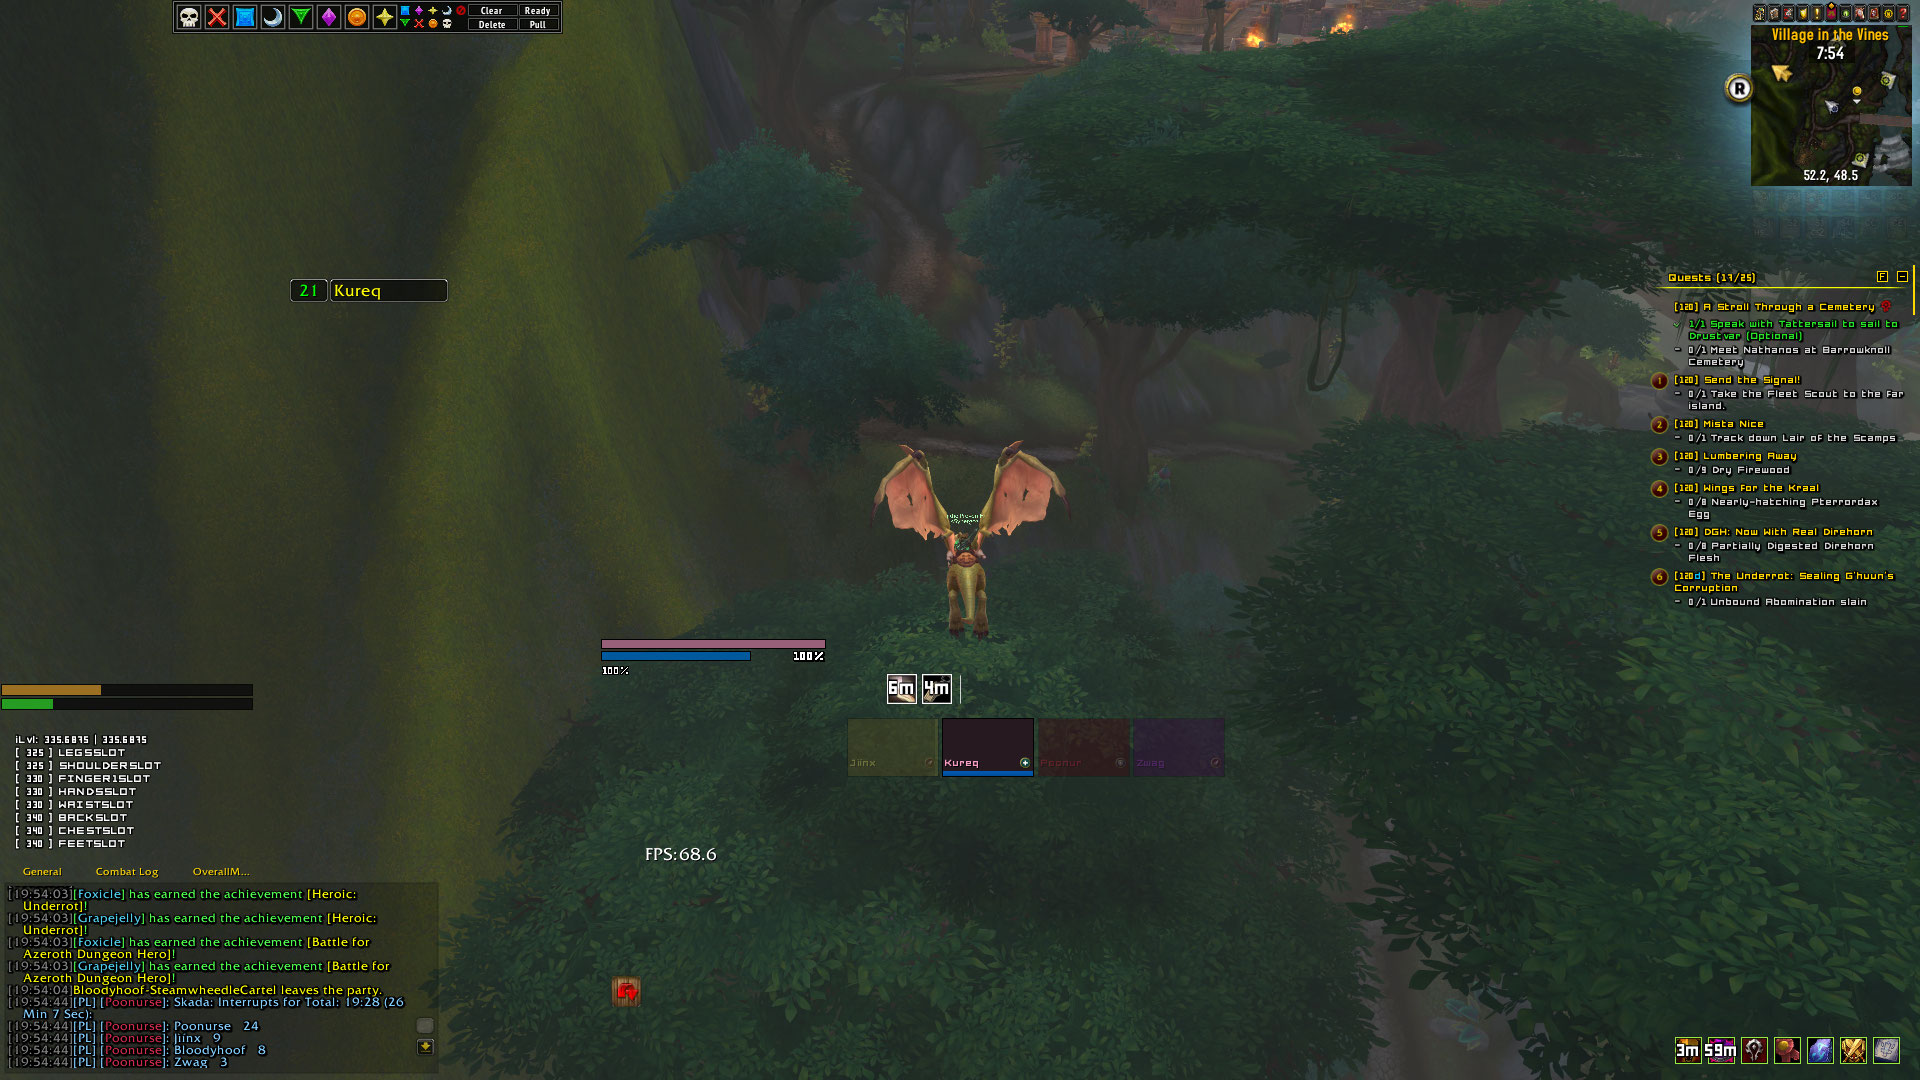 Clear
Ready
Delete
Pull
Village in the Vines
7:54
R
52.2, 48.5
21
Kureq
Quests (17/25)
F
[120] A Stroll Through a Cemetery
1/1 Speak with Tattersail to sail to
Drustvar (Optional)
- 0/1 Meet Nathanos at Barrowknoll
Cemetery
1
[120] Send the Signal!
- 0/1 Take the Fleet Scout to the far
island.
2
[120] Mista Nice
- 0/1 Track down Lair of the Scamps
3
[120] Lumbering Away
- 0/9 Dry Firewood
4
[120] Wings for the Kraal
- 0/8 Nearly-hatching Pterrordax
Egg
5
[120] DGH: Now With Real Direhorn
- 0/8 Partially Digested Direhorn
Flesh
6
[120d] The Underrot: Sealing G'huun's
Corruption
- 0/1 Unbound Abomination slain
100%
100%
6m
4m
Jiinx
Kureq
Poonur
Zwag
iLvl: 335.6875 | 335.6875
[ 325 ] LEGSSLOT
[ 325 ] SHOULDERSLOT
[ 330 ] FINGER1SLOT
[ 330 ] HANDSSLOT
[ 330 ] WAISTSLOT
[ 340 ] BACKSLOT
[ 340 ] CHESTSLOT
[ 340 ] FEETSLOT
FPS:68.6
General
Combat Log
OverallM...
[19:54:03][Foxicle] has earned the achievement [Heroic:
Underrot]!
[19:54:03][Grapejelly] has earned the achievement [Heroic:
Underrot]!
[19:54:03][Foxicle] has earned the achievement [Battle for
Azeroth Dungeon Hero]!
[19:54:03][Grapejelly] has earned the achievement [Battle for
Azeroth Dungeon Hero]!
[19:54:04]Bloodyhoof-SteamwheedleCartel leaves the party.
[19:54:44][PL] [Poonurse]: Skada: Interrupts for Total: 19:28 (26
Min 7 Sec):
[19:54:44][PL] [Poonurse]: Poonurse 24
[19:54:44][PL] [Poonurse]: Jiinx 9
[19:54:44][PL] [Poonurse]: Bloodyhoof 8
[19:54:44][PL] [Poonurse]: Zwag 3
3m
59m